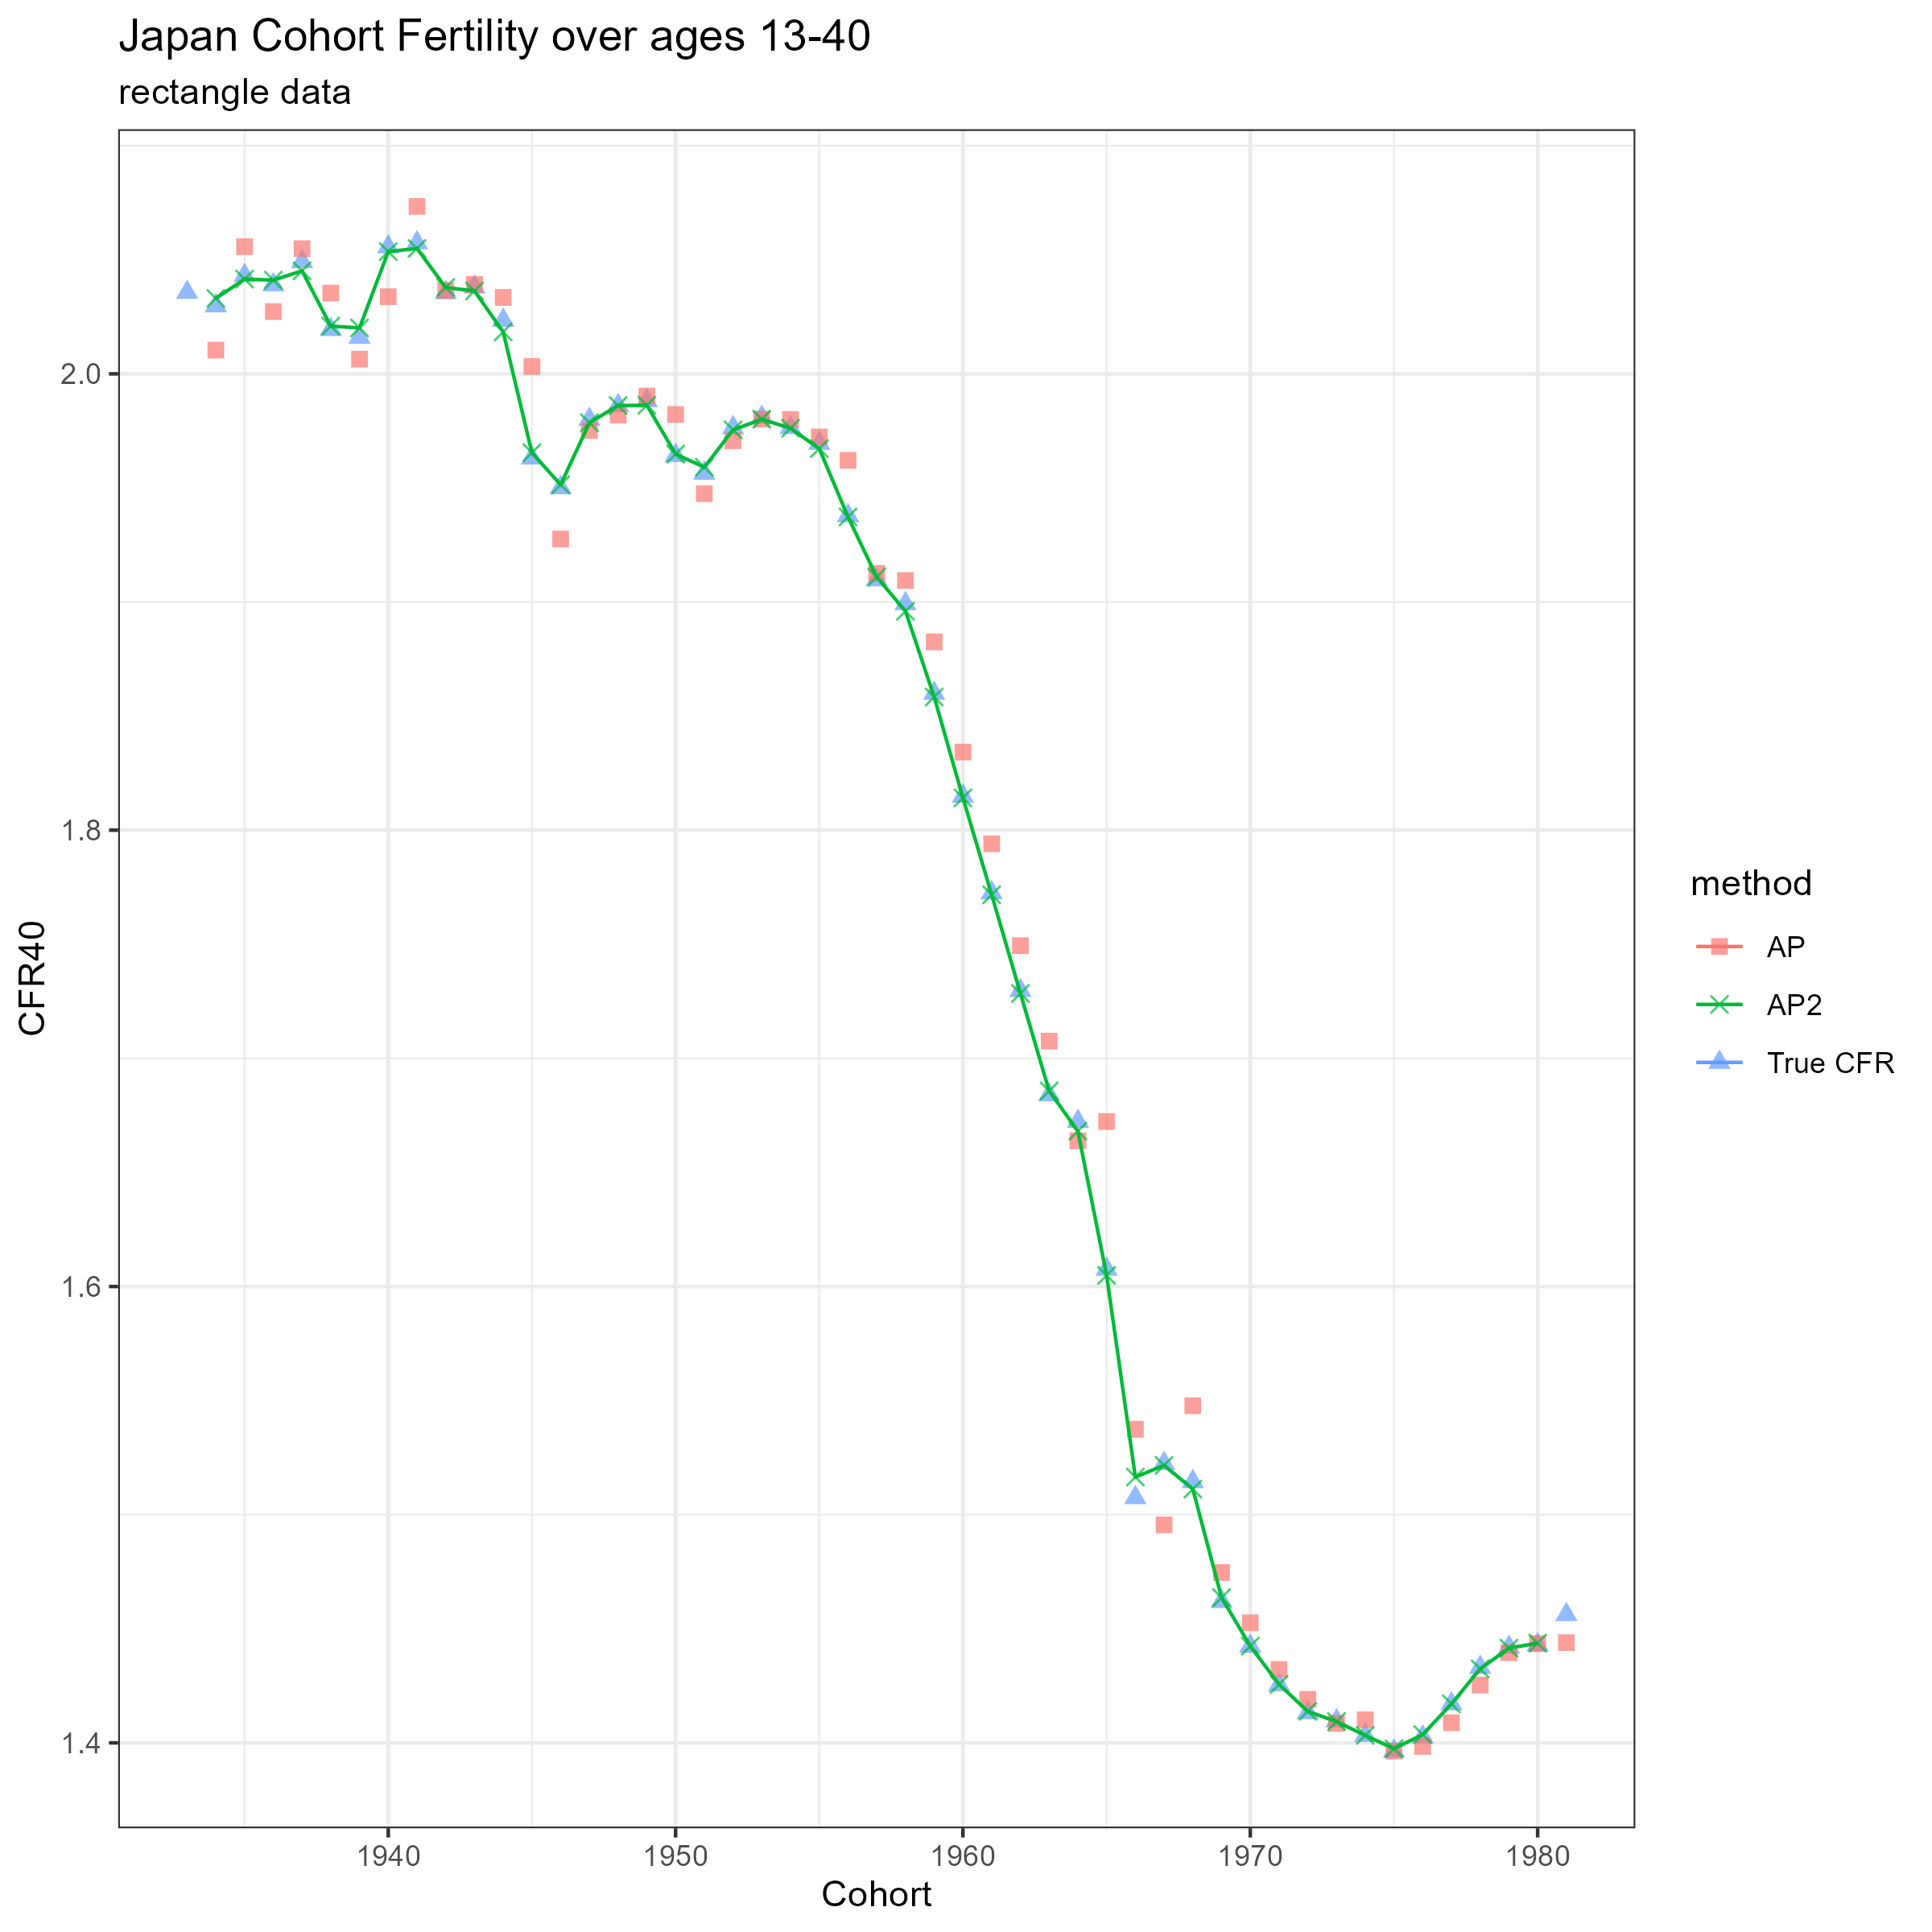 Japan Cohort Fertility over ages 13-40
rectangle data
2.0
1.8
1.6
1.4
CFR40
1940 1950 1960 1970 1980
Cohort
method
AP
AP2
True CFR